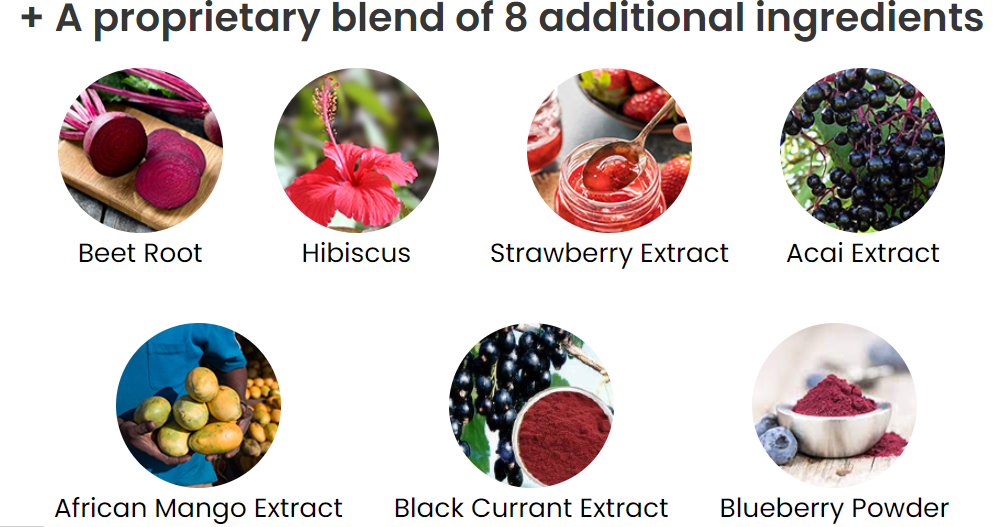 + A proprietary blend of 8 additional ingredients
Beet Root
Hibiscus
Strawberry Extract
Acai Extract
African Mango Extract
Black Currant Extract
Blueberry Powder